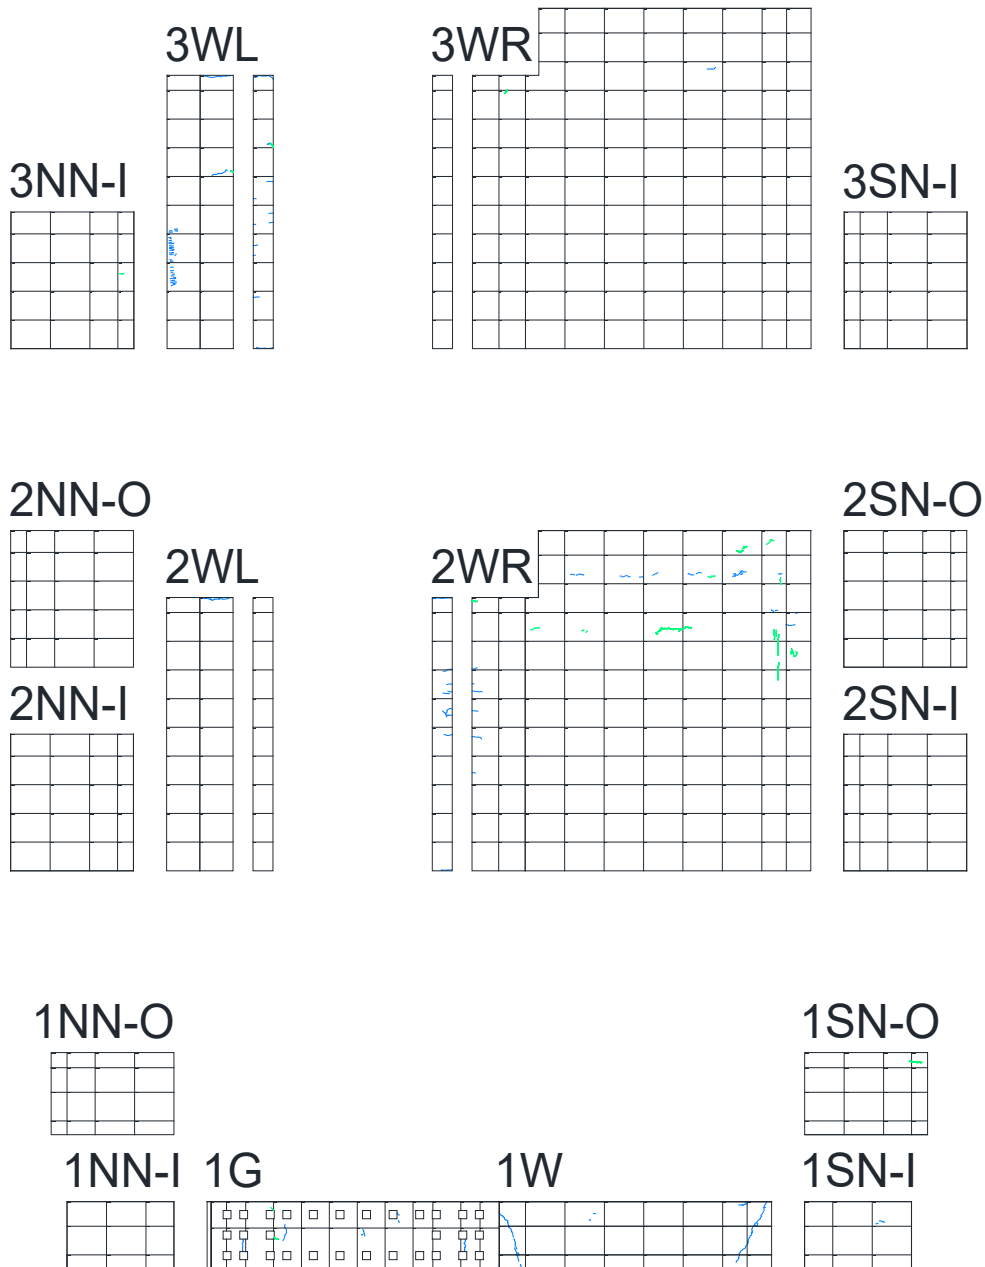 3WL 3WR
3NN-I 3SN-I
2NN-O 2SN-O
2WL 2WR
2NN-I 2SN-I
1NN-O 1SN-O
1NN-I 1G 1W 1SN-I